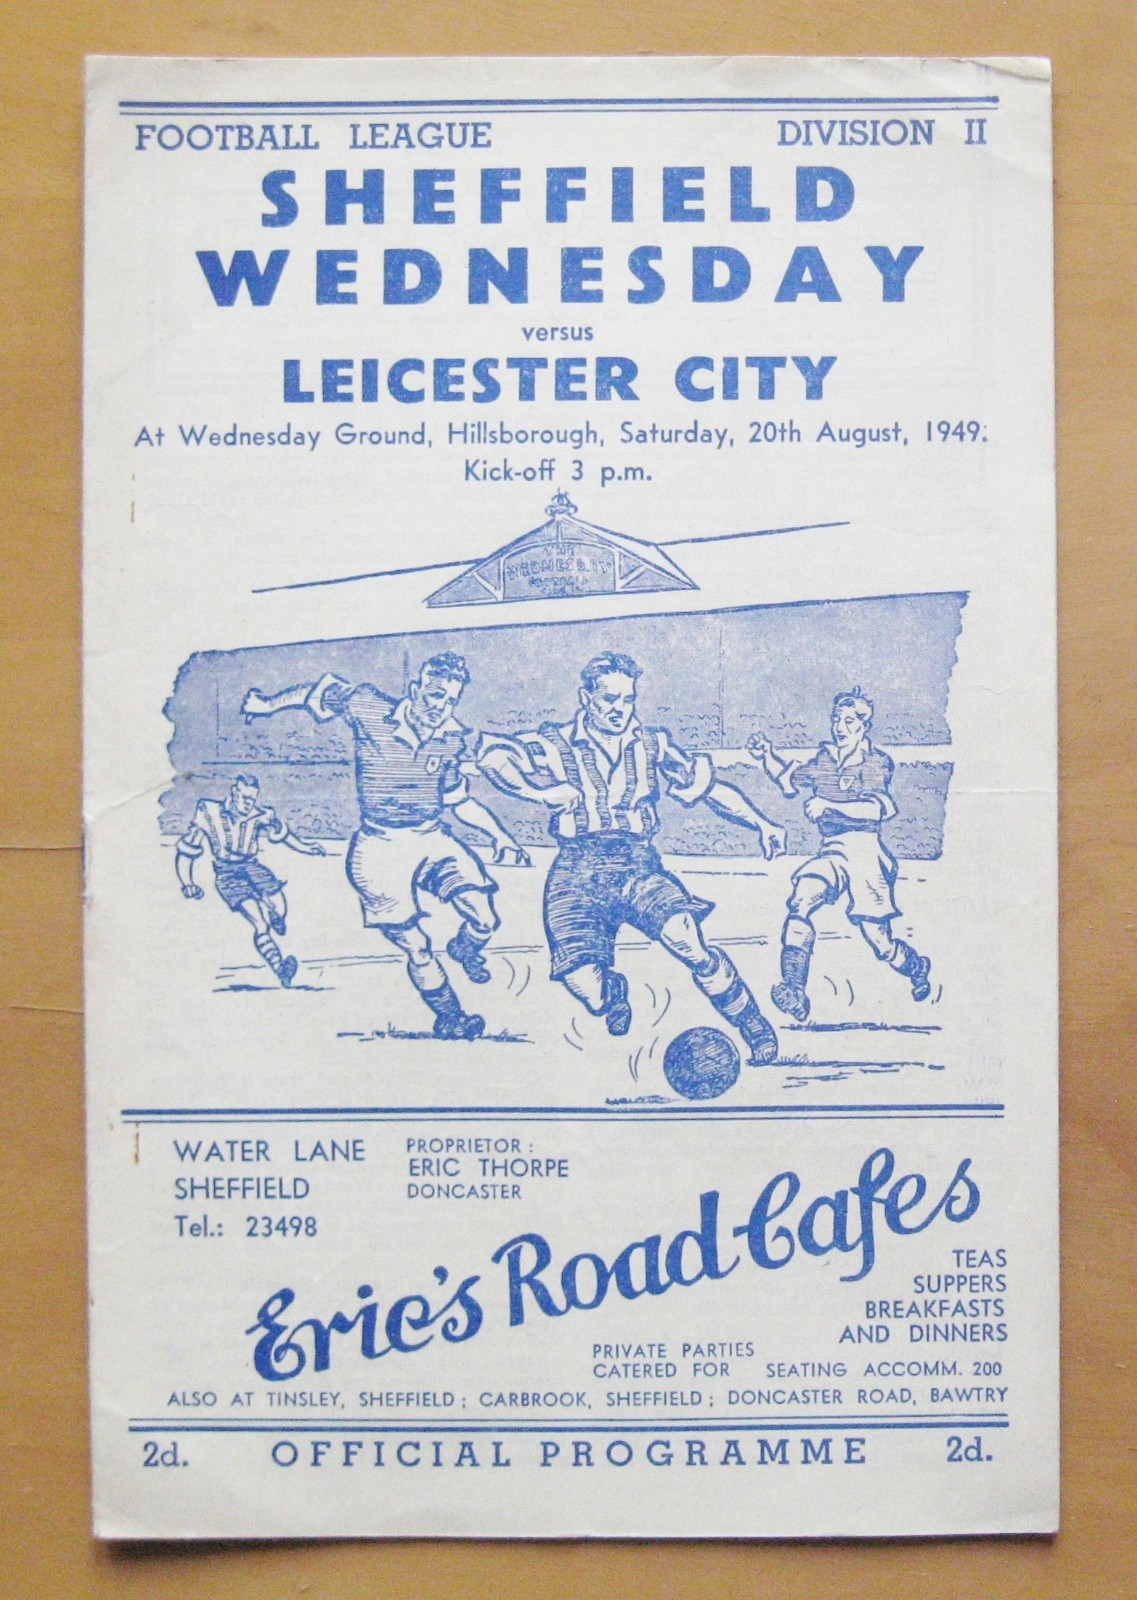 FOOTBALL LEAGUE DIVISION II
SHEFFIELD
WEDNESDAY
versus
LEICESTER CITY
At Wednesday Ground, Hillsborough, Saturday, 20th August, 1949.
Kick-off 3 p.m.
THE
WEDNESDAY
FOOTBALL
WATER LANE
SHEFFIELD
Tel.: 23498
PROPRIETOR :
ERIC THORPE
DONCASTER
Eric's Road Cafes
TEAS
SUPPERS
BREAKFASTS
AND DINNERS
PRIVATE PARTIES
CATERED FOR SEATING ACCOMM. 200
ALSO AT TINSLEY, SHEFFIELD ; CARBROOK, SHEFFIELD ; DONCASTER ROAD, BAWTRY
2d. OFFICIAL PROGRAMME 2d.